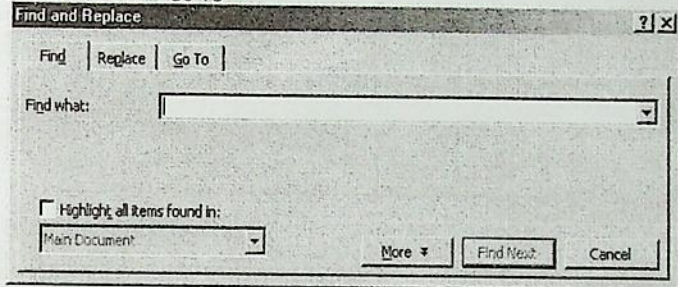 Find and Replace
Find Replace Go To
Find what:
Highlight all items found in:
Main Document
More Find Next Cancel